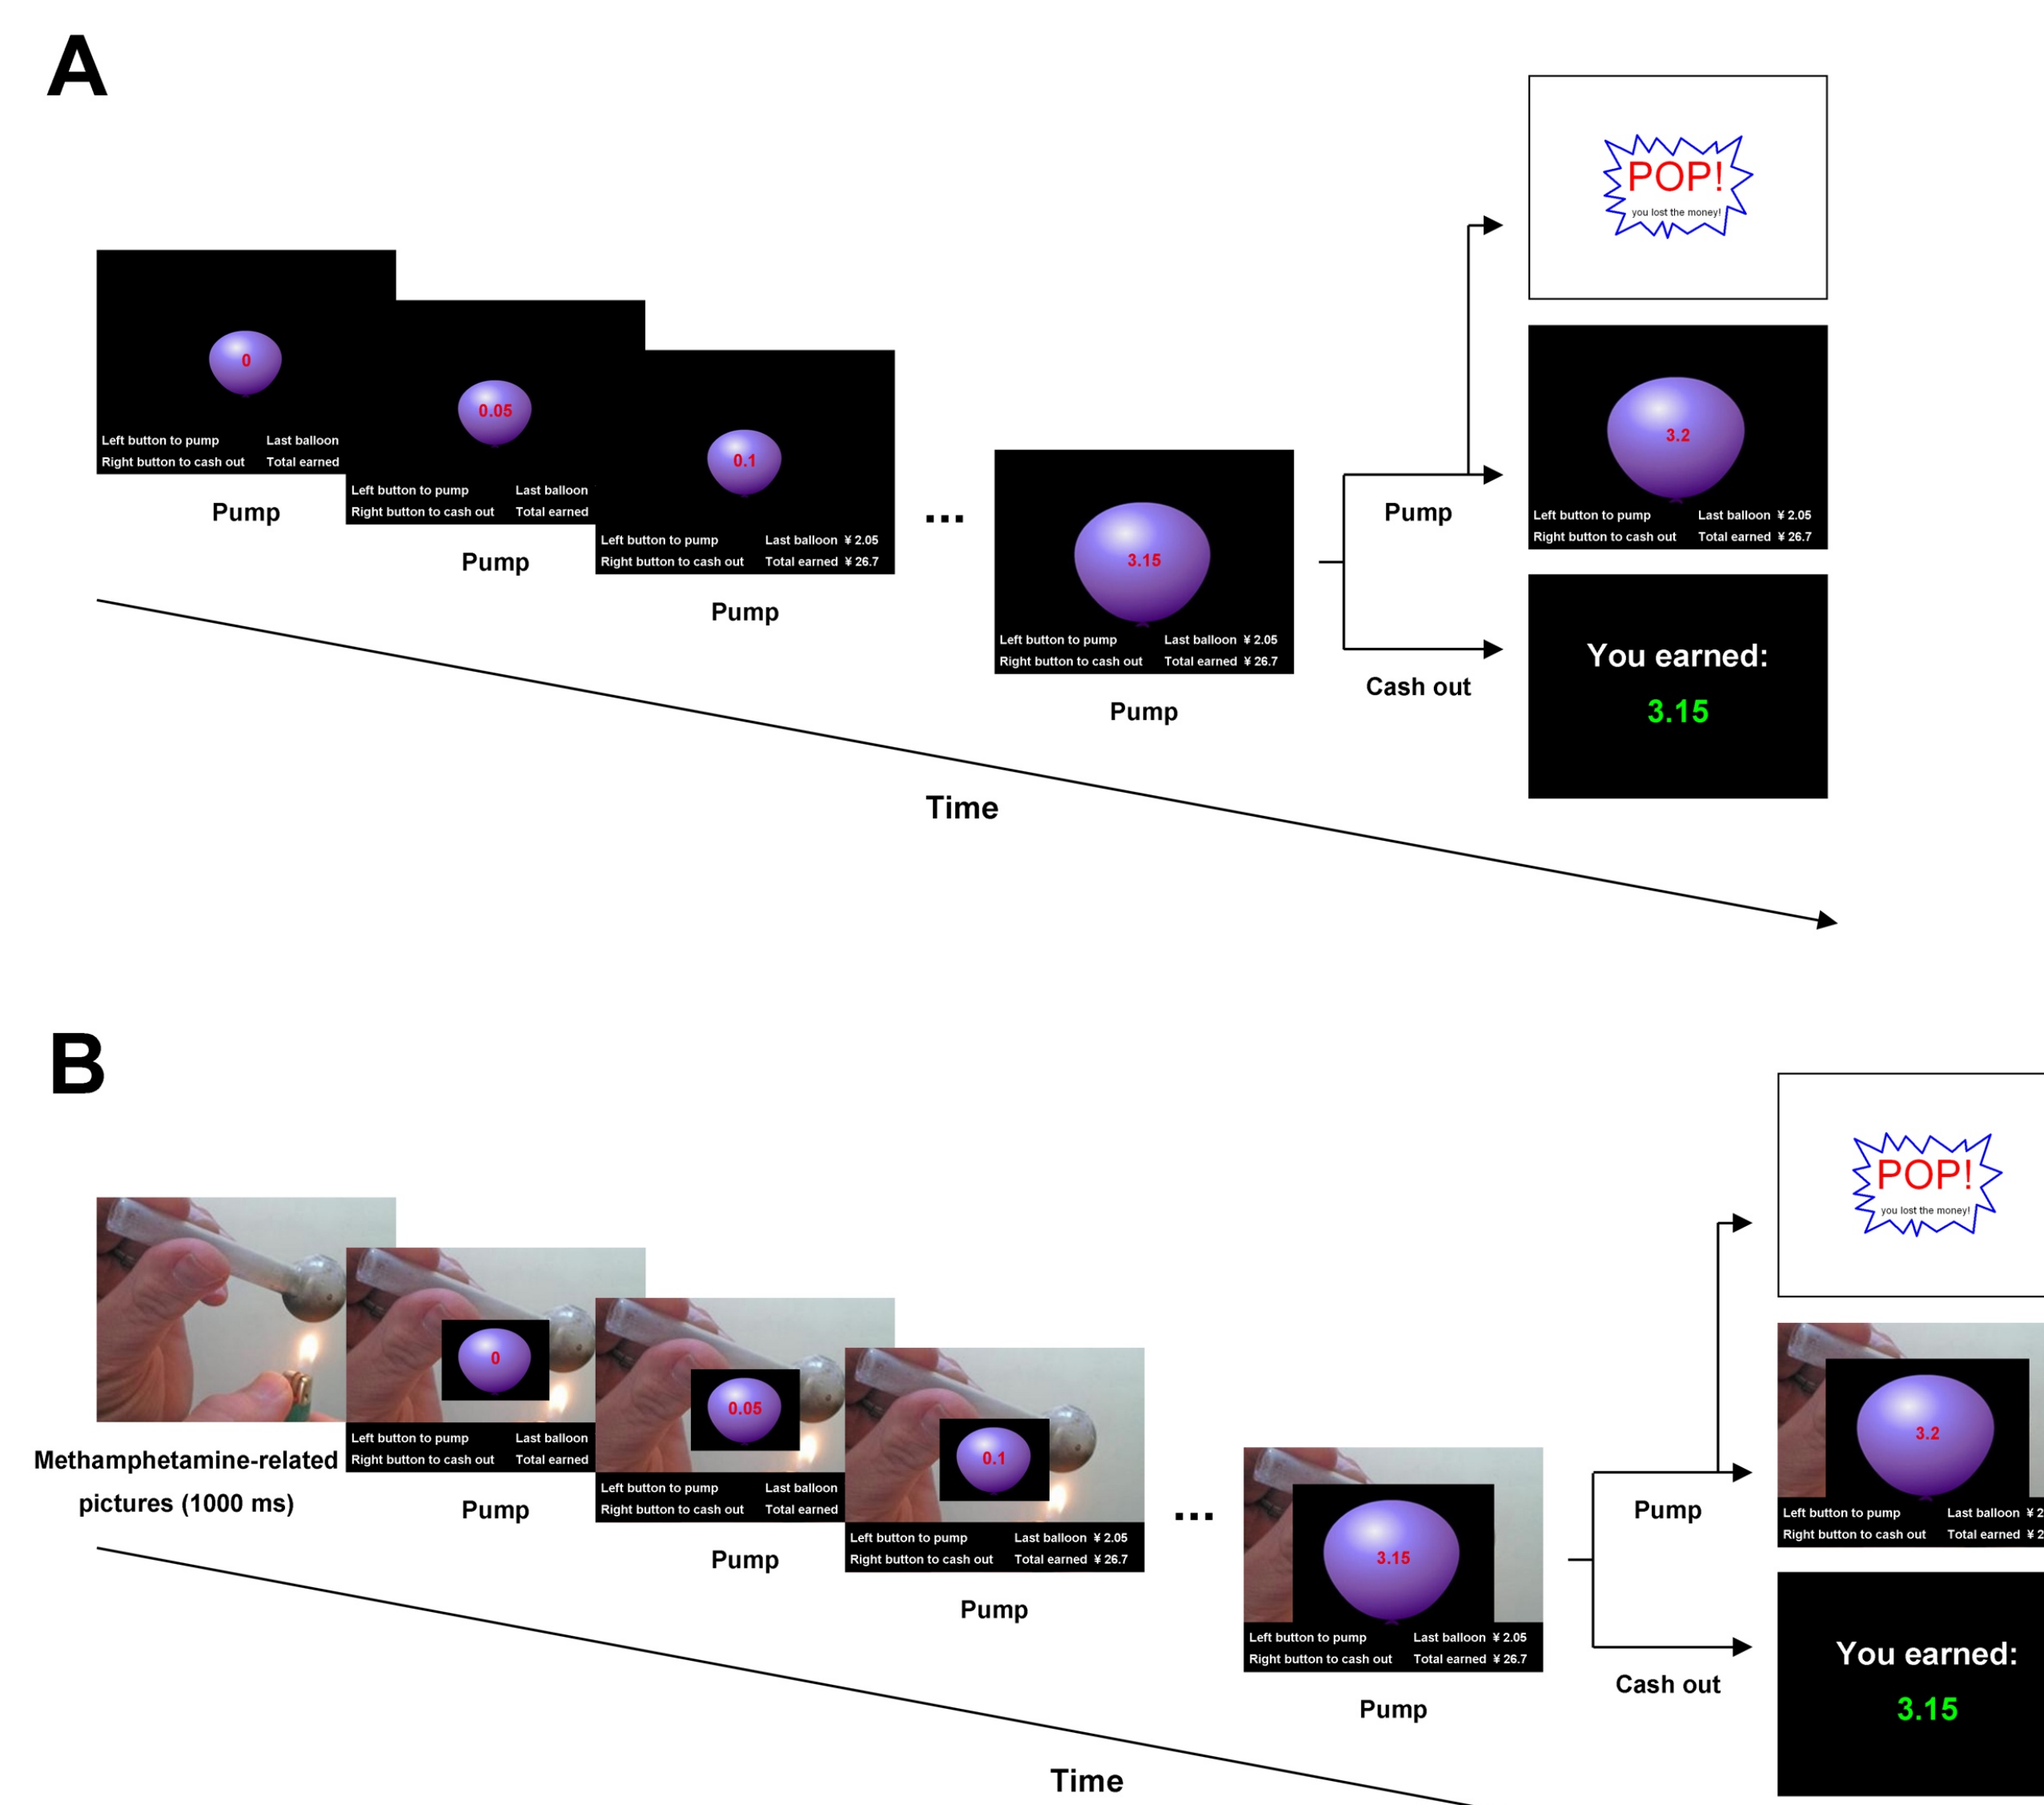 A
POP!
you lost the money!
0
Left button to pump Last balloon
Right button to cash out Total earned
Pump
0.05
Left button to pump Last balloon
Right button to cash out Total earned
Pump
0.1
Left button to pump Last balloon ¥ 2.05
Right button to cash out Total earned ¥ 26.7
Pump
...
3.15
Left button to pump Last balloon ¥ 2.05
Right button to cash out Total earned ¥ 26.7
Pump
Pump
3.2
Left button to pump Last balloon ¥ 2.05
Right button to cash out Total earned ¥ 26.7
Cash out
You earned:
3.15
Time
B
POP!
you lost the money!
Methamphetamine-related
pictures (1000 ms)
0
Left button to pump Last balloon
Right button to cash out Total earned
Pump
0.05
Left button to pump Last balloon
Right button to cash out Total earned
Pump
0.1
Left button to pump Last balloon ¥ 2.05
Right button to cash out Total earned ¥ 26.7
Pump
...
3.15
Left button to pump Last balloon ¥ 2.05
Right button to cash out Total earned ¥ 26.7
Pump
Pump
3.2
Left button to pump Last balloon ¥ 2
Right button to cash out Total earned ¥ 2
Cash out
You earned:
3.15
Time